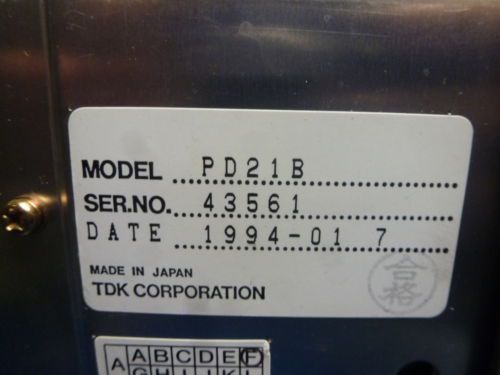 MODEL PD21B
SER.NO. 43561
DATE 1994-01 7
MADE IN JAPAN
TDK CORPORATION
合格
A A B C D E F